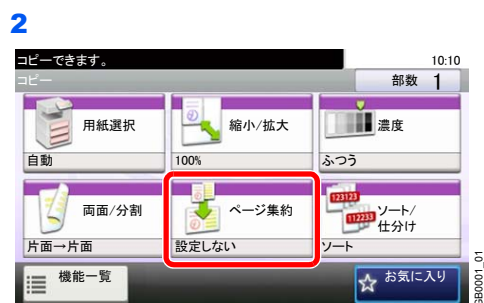 2
コピーできます。
10:10
コピー
部数 1
用紙選択
自動
縮小/拡大
100%
濃度
ふつう
両面/分割
片面→片面
ページ集約
設定しない
123123
112233
ソート/
仕分け
ソート
機能一覧
お気に入り
GB0001_01